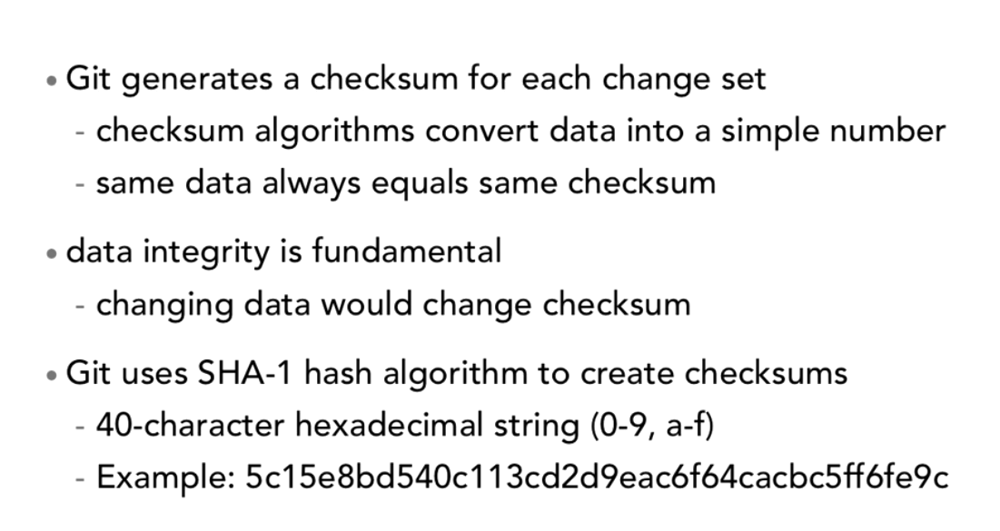 • Git generates a checksum for each change set
- checksum algorithms convert data into a simple number
- same data always equals same checksum
• data integrity is fundamental
- changing data would change checksum
• Git uses SHA-1 hash algorithm to create checksums
- 40-character hexadecimal string (0-9, a-f)
- Example: 5c15e8bd540c113cd2d9eac6f64cacbc5ff6fe9c